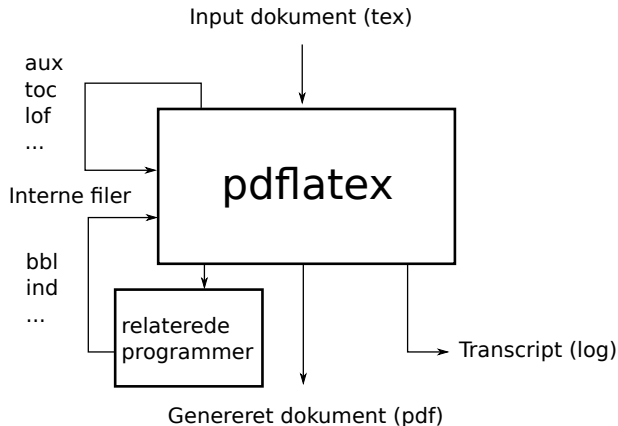 Input dokument (tex)
aux
toc
lof
...
pdflatex
Interne filer
bbl
ind
...
relaterede
programmer
Transcript (log)
Genereret dokument (pdf)